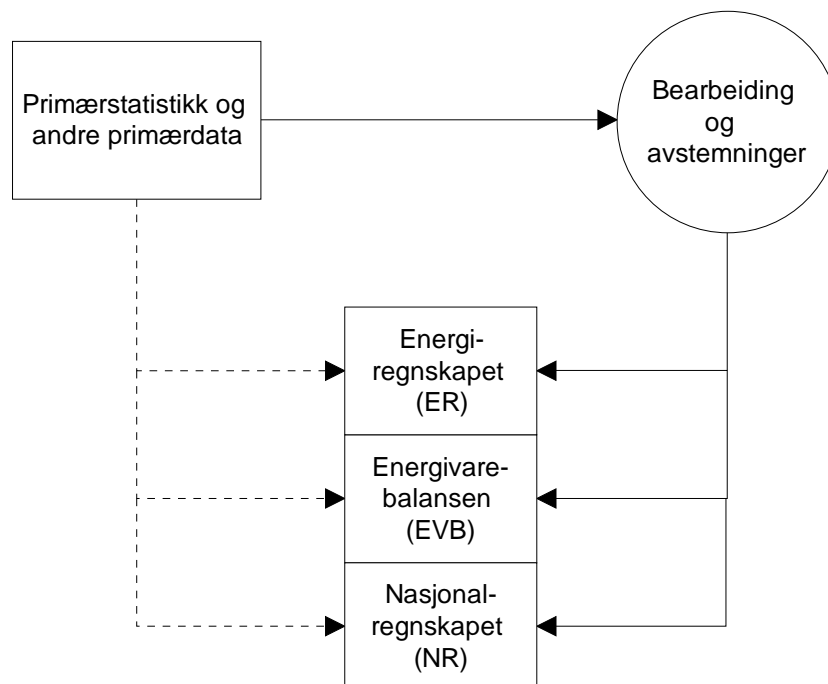 Primærstatistikk og
andre primærdata
Bearbeiding
og
avstemninger
Energi-
regnskapet
(ER)
Energivare-
balansen
(EVB)
Nasjonal-
regnskapet
(NR)